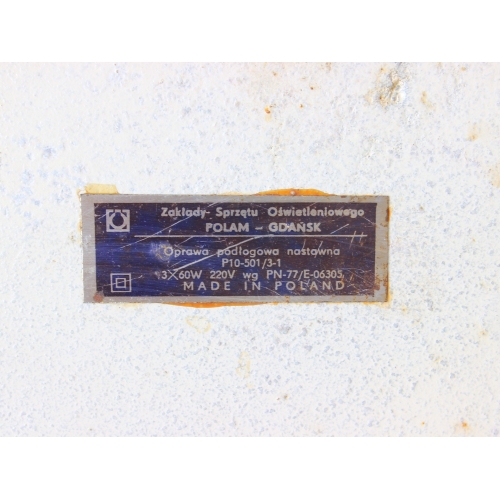 Zakłady Sprzętu Oświetleniowego
POLAM – GDAŃSK
Oprawa podłogowa nastawna
P10-501/3-1
3X60W 220V wg PN-77/E-06305
MADE IN POLAND